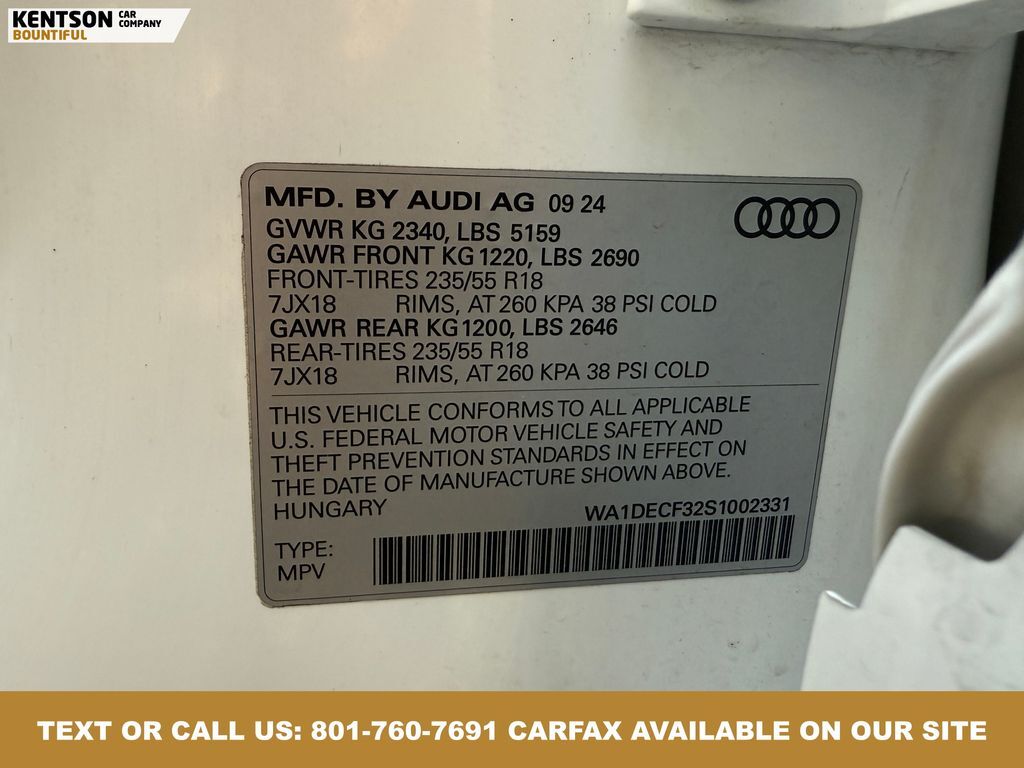 KENTSON CAR COMPANY
BOUNTIFUL
MFD. BY AUDI AG 09 24
GVWR KG 2340, LBS 5159
GAWR FRONT KG 1220, LBS 2690
FRONT-TIRES 235/55 R18
7JX18 RIMS, AT 260 KPA 38 PSI COLD
GAWR REAR KG 1200, LBS 2646
REAR-TIRES 235/55 R18
7JX18 RIMS, AT 260 KPA 38 PSI COLD
THIS VEHICLE CONFORMS TO ALL APPLICABLE
U.S. FEDERAL MOTOR VEHICLE SAFETY AND
THEFT PREVENTION STANDARDS IN EFFECT ON
THE DATE OF MANUFACTURE SHOWN ABOVE.
HUNGARY WA1DECF32S1002331
TYPE:
MPV
TEXT OR CALL US: 801-760-7691 CARFAX AVAILABLE ON OUR SITE